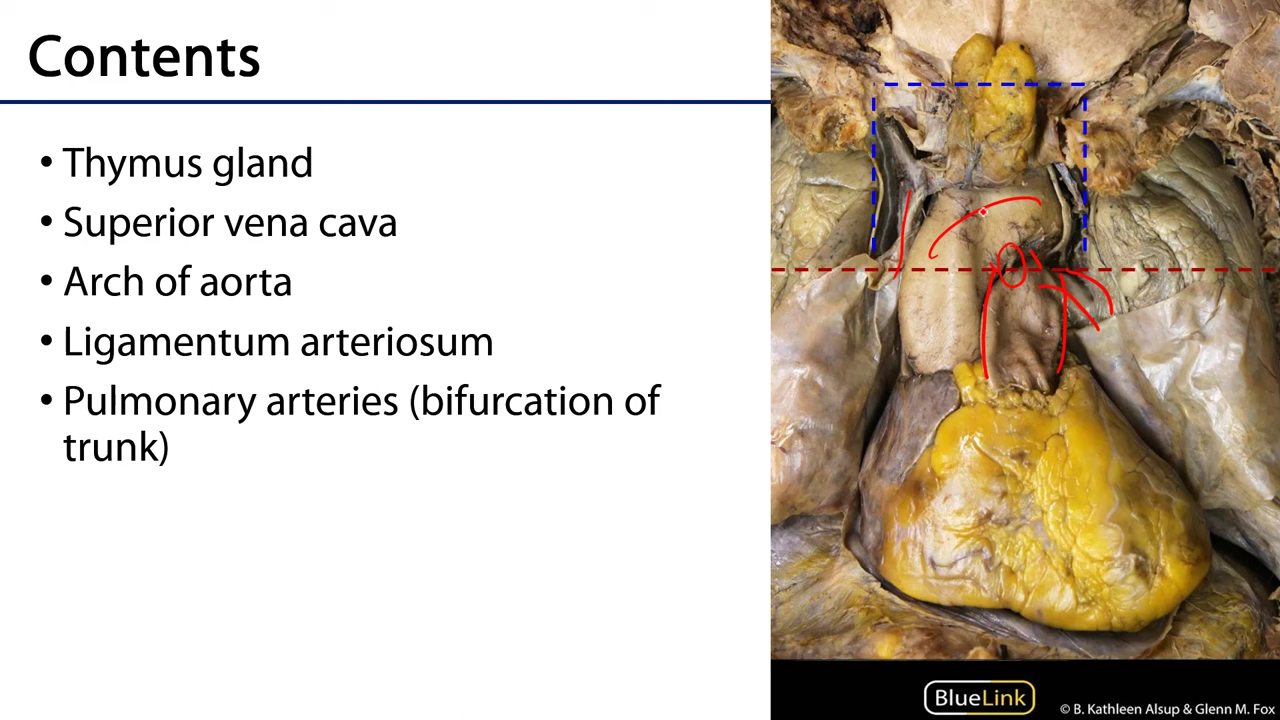 Contents
• Thymus gland
• Superior vena cava
• Arch of aorta
• Ligamentum arteriosum
• Pulmonary arteries (bifurcation of
trunk)
BlueLink
© B. Kathleen Alsup & Glenn M. Fox